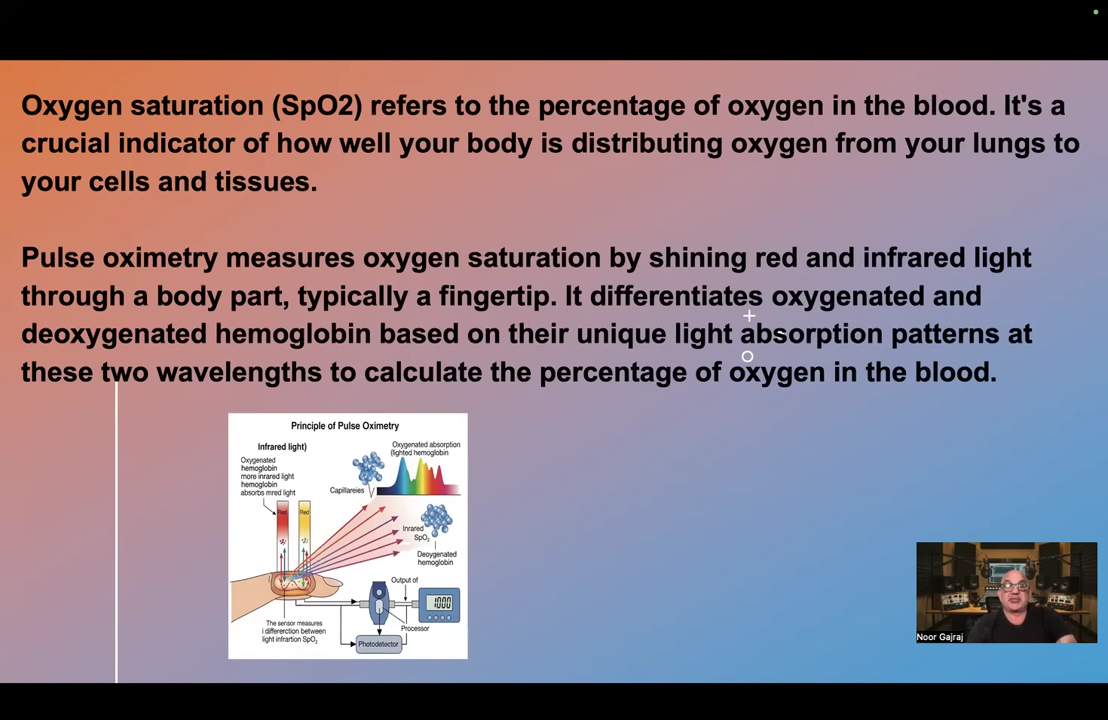 Oxygen saturation (SpO2) refers to the percentage of oxygen in the blood. It's a
crucial indicator of how well your body is distributing oxygen from your lungs to
your cells and tissues.
Pulse oximetry measures oxygen saturation by shining red and infrared light
through a body part, typically a fingertip. It differentiates oxygenated and
deoxygenated hemoglobin based on their unique light absorption patterns at
these two wavelengths to calculate the percentage of oxygen in the blood.
Principle of Pulse Oximetry
Infrared light)
Oxygenated
hemoglobin
more inrared light
hemoglobin
absorbs mred light
Oxygenated absorption
(lighted hemoglobin
Capillareies
Red
Red
Inrared
SpO₂
Deoygenated
hemoglobin
Output of
1000
The sensor measures
i differerction between
light infrartion SpO₂
Processor
Photodetector
Noor Gajraj